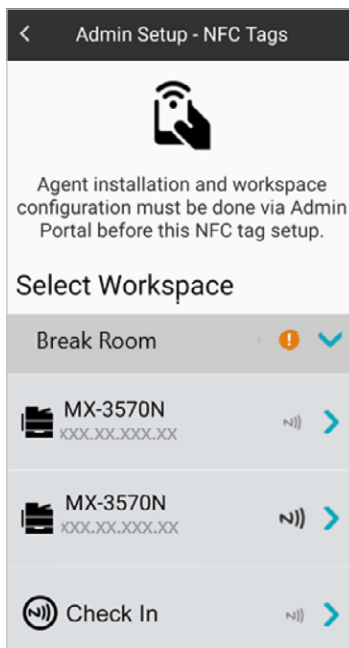 Admin Setup - NFC Tags
Agent installation and workspace
configuration must be done via Admin
Portal before this NFC tag setup.
Select Workspace
Break Room
MX-3570N
XXX.XX.XXX.XX
MX-3570N
XXX.XX.XXX.XX
Check In